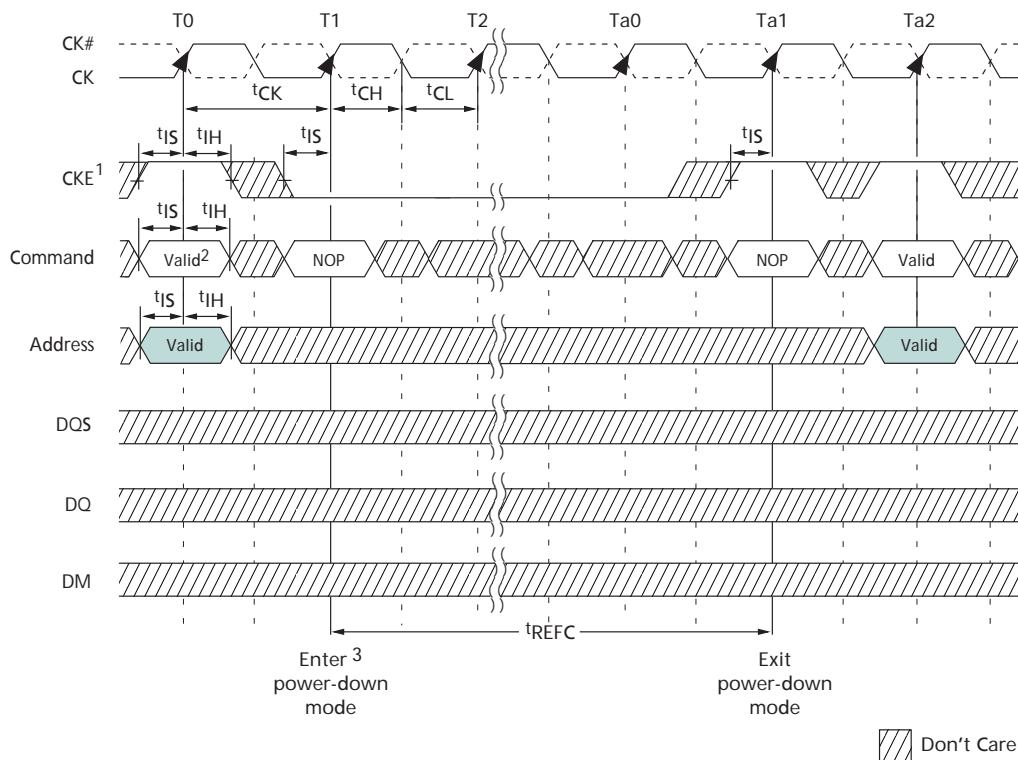 T0 T1 T2 Ta0 Ta1 Ta2
CK#
CK
tCK tCH tCL
tIS tIH tIS tIS
CKE1
tIS tIH
Command Valid2 NOP NOP Valid
tIS tIH
Address Valid Valid
DQS
DQ
DM
tREFC
Enter 3 Exit
power-down power-down
mode mode
Don't Care